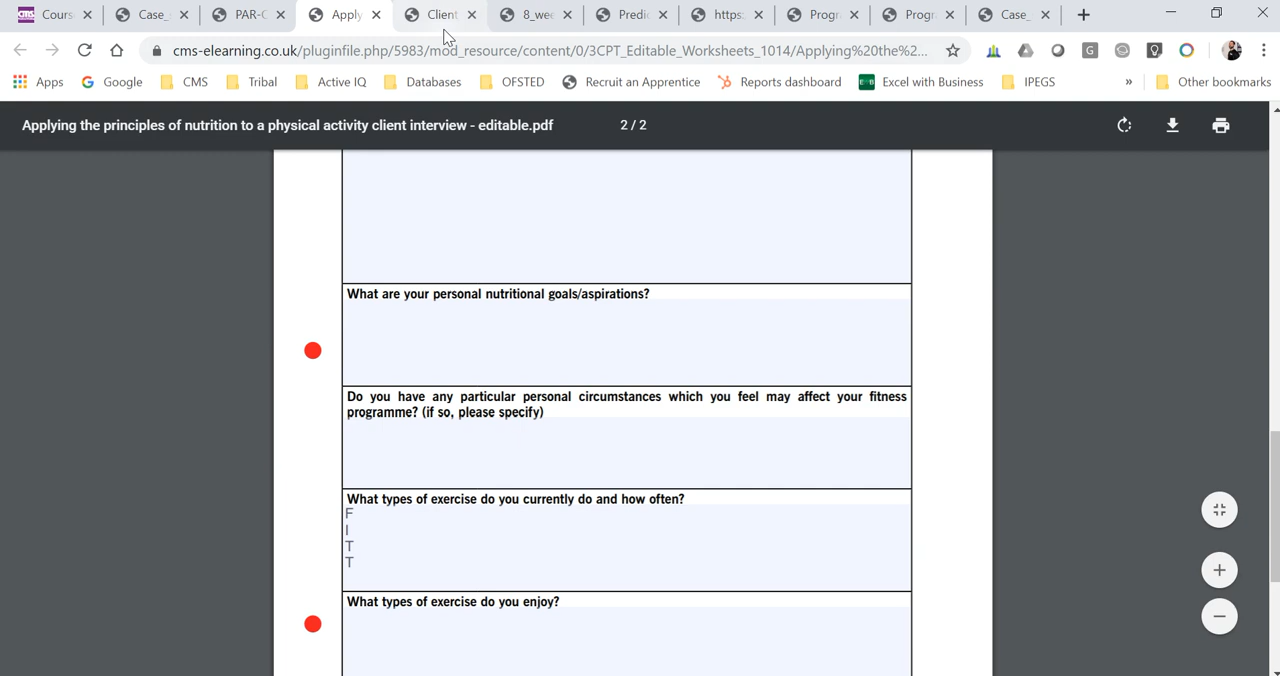 Cours
Case_
PAR-C
Apply
Client
8_wee
Predic
https:
Progra
Progr
Case_
cms-elearning.co.uk/pluginfile.php/5983/mod_resource/content/0/3CPT_Editable_Worksheets_1014/Applying%20the%2...
Apps
Google
CMS
Tribal
Active IQ
Databases
OFSTED
Recruit an Apprentice
Reports dashboard
Excel with Business
IPEGS
»
Other bookmarks
Applying the principles of nutrition to a physical activity client interview - editable.pdf
2 / 2
What are your personal nutritional goals/aspirations?
Do you have any particular personal circumstances which you feel may affect your fitness
programme? (if so, please specify)
What types of exercise do you currently do and how often?
F
I
T
T
What types of exercise do you enjoy?